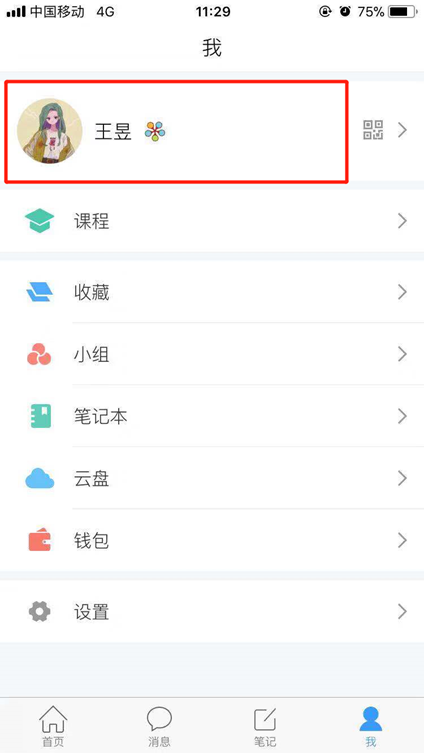 中国移动 4G 11:29 75%
我
王昱
课程
收藏
小组
笔记本
云盘
钱包
设置
首页 消息 笔记 我